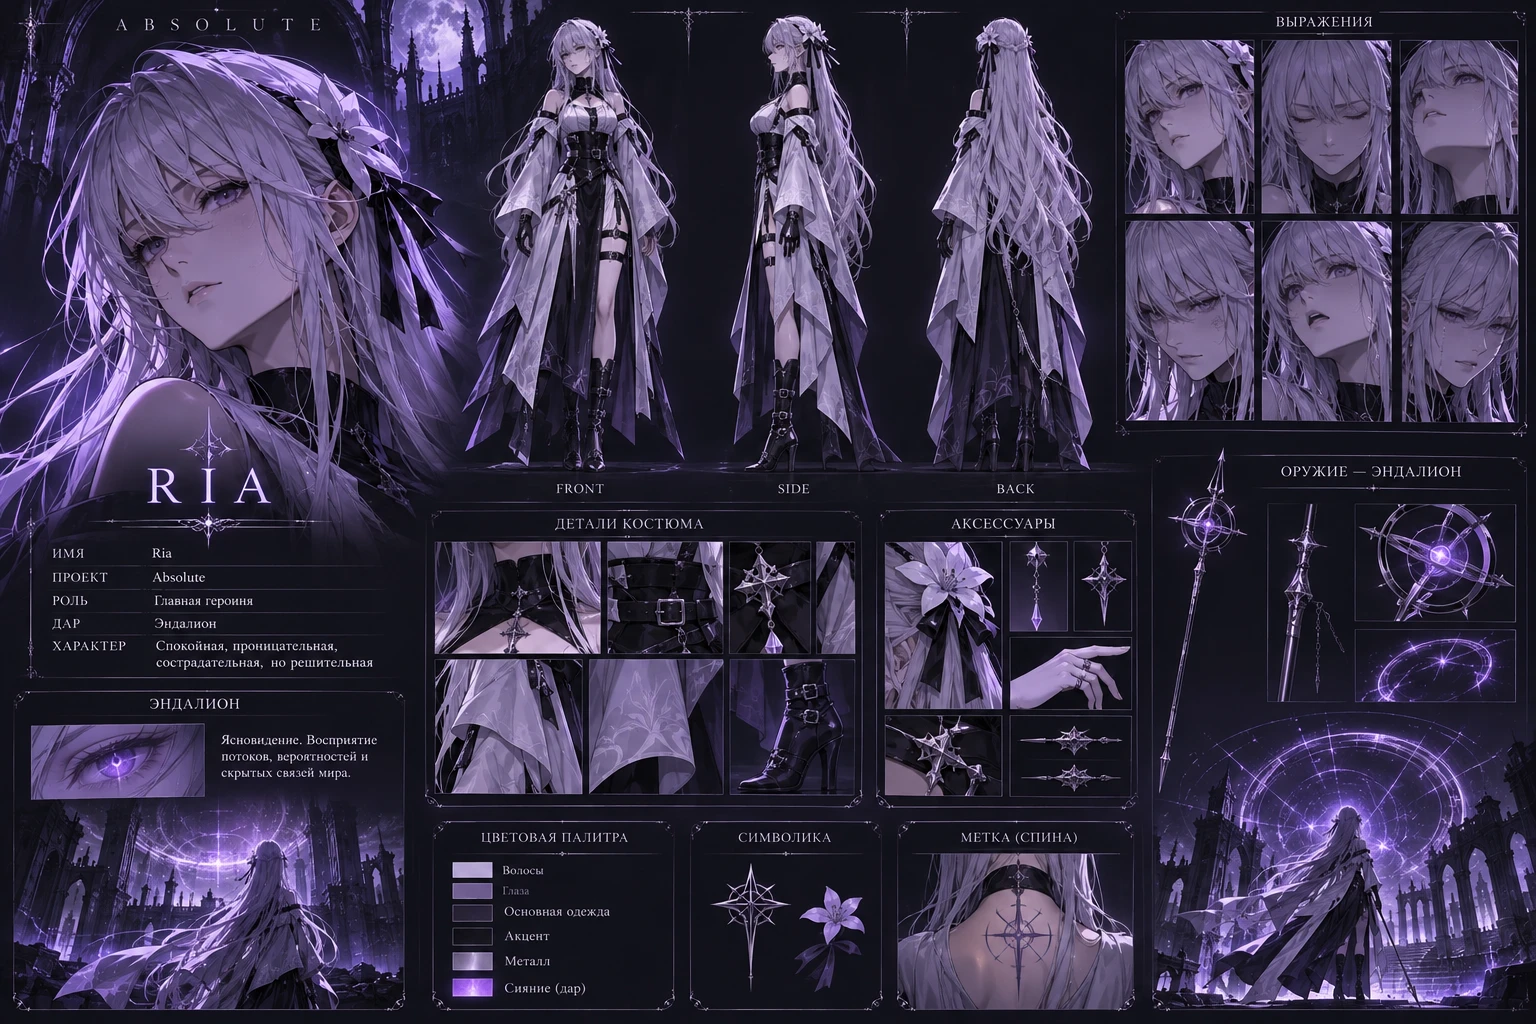 ABSOLUTE
RIA
ИМЯ Ria
ПРОЕКТ Absolute
РОЛЬ Главная героиня
ДАР Эндалион
ХАРАКТЕР Спокойная, проницательная,
сострадательная, но решительная
ЭНДАЛИОН
Ясновидение. Восприятие
потоков, вероятностей и
скрытых связей мира.
FRONT
SIDE
BACK
ВЫРАЖЕНИЯ
ДЕТАЛИ КОСТЮМА
АКСЕССУАРЫ
ОРУЖИЕ — ЭНДАЛИОН
ЦВЕТОВАЯ ПАЛИТРА
Волосы
Глаза
Основная одежда
Акцент
Металл
Сияние (дар)
СИМВОЛИКА
МЕТКА (СПИНА)